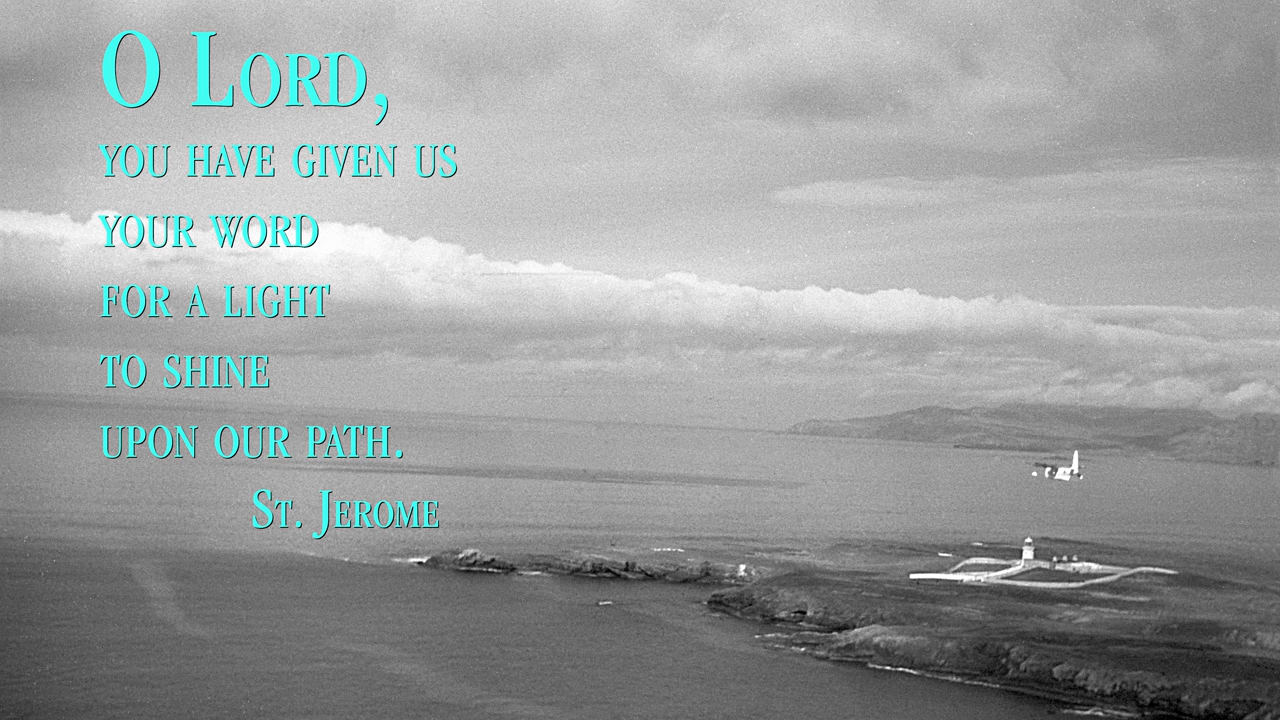 O Lord,
YOU HAVE GIVEN US
YOUR WORD
FOR A LIGHT
TO SHINE
UPON OUR PATH.
St. Jerome